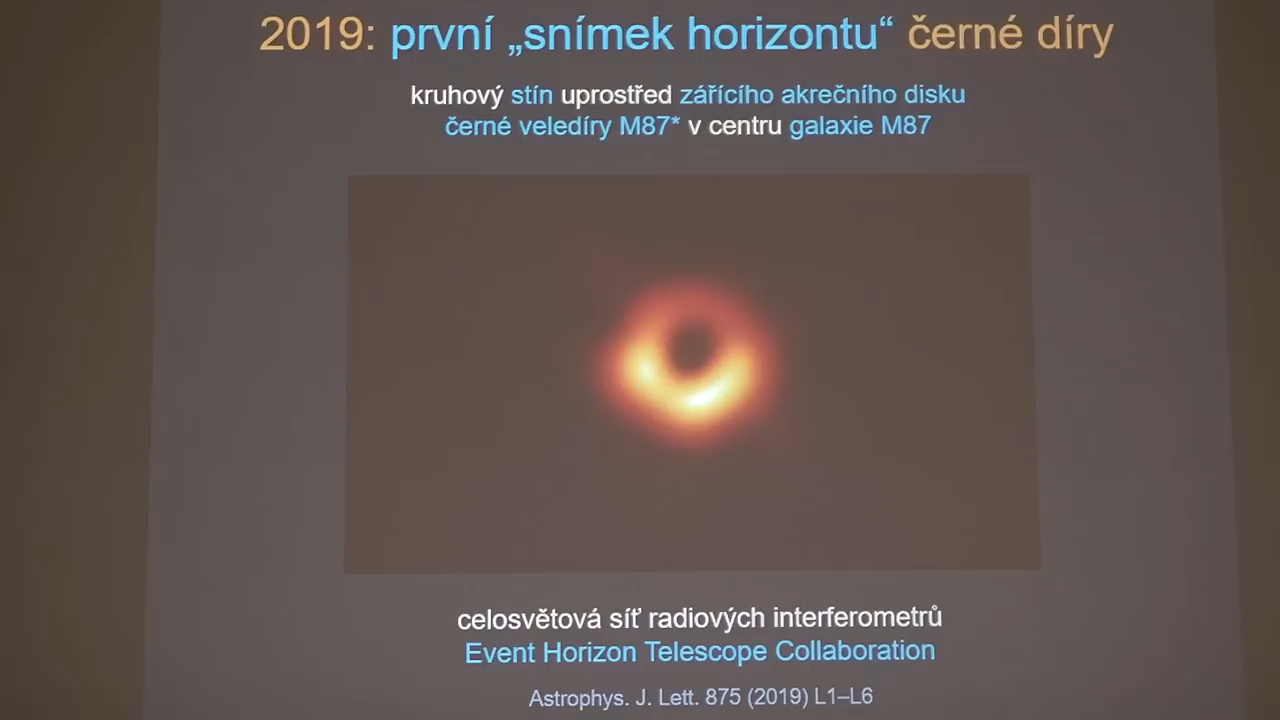 2019: první „snímek horizontu“ černé díry
kruhový stín uprostřed zářícího akrečního disku
černé veledíry M87* v centru galaxie M87
celosvětová síť radiových interferometrů
Event Horizon Telescope Collaboration
Astrophys. J. Lett. 875 (2019) L1–L6